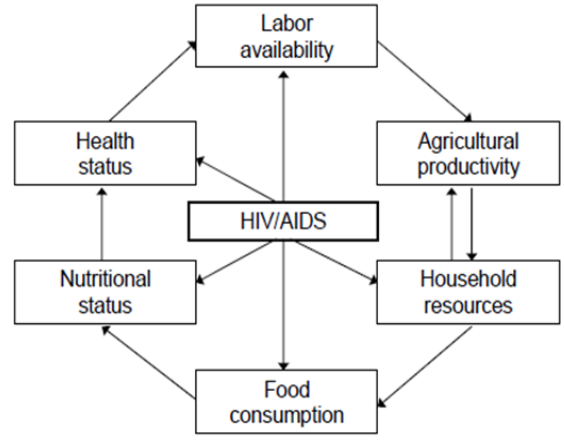 Labor
availability
Health
status
Agricultural
productivity
HIV/AIDS
Nutritional
status
Household
resources
Food
consumption